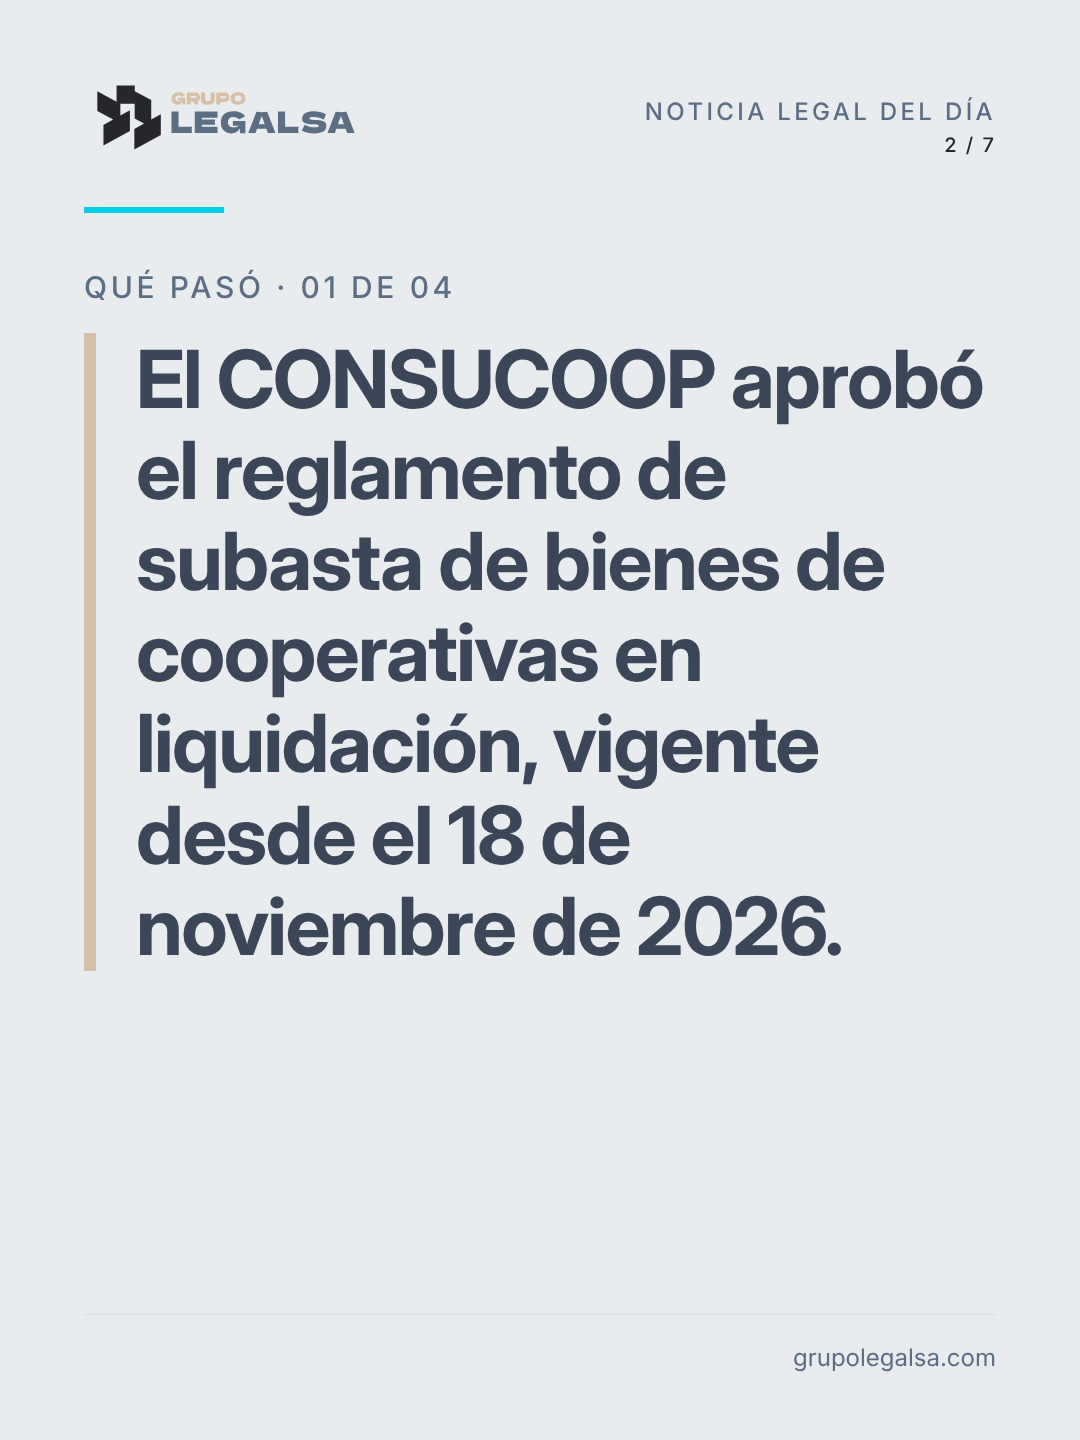 GRUPO
LEGALSA
NOTICIA LEGAL DEL DÍA
2 / 7
QUÉ PASÓ · 01 DE 04
El CONSUCOOP aprobó
el reglamento de
subasta de bienes de
cooperativas en
liquidación, vigente
desde el 18 de
noviembre de 2026.
grupolegalsa.com